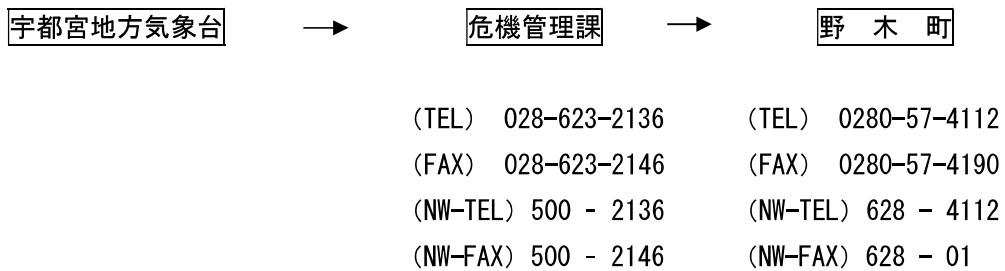 宇都宮地方気象台 → 危機管理課 → 野 木 町
(TEL) 028-623-2136 (TEL) 0280-57-4112
(FAX) 028-623-2146 (FAX) 0280-57-4190
(NW-TEL) 500 - 2136 (NW-TEL) 628 - 4112
(NW-FAX) 500 - 2146 (NW-FAX) 628 - 01